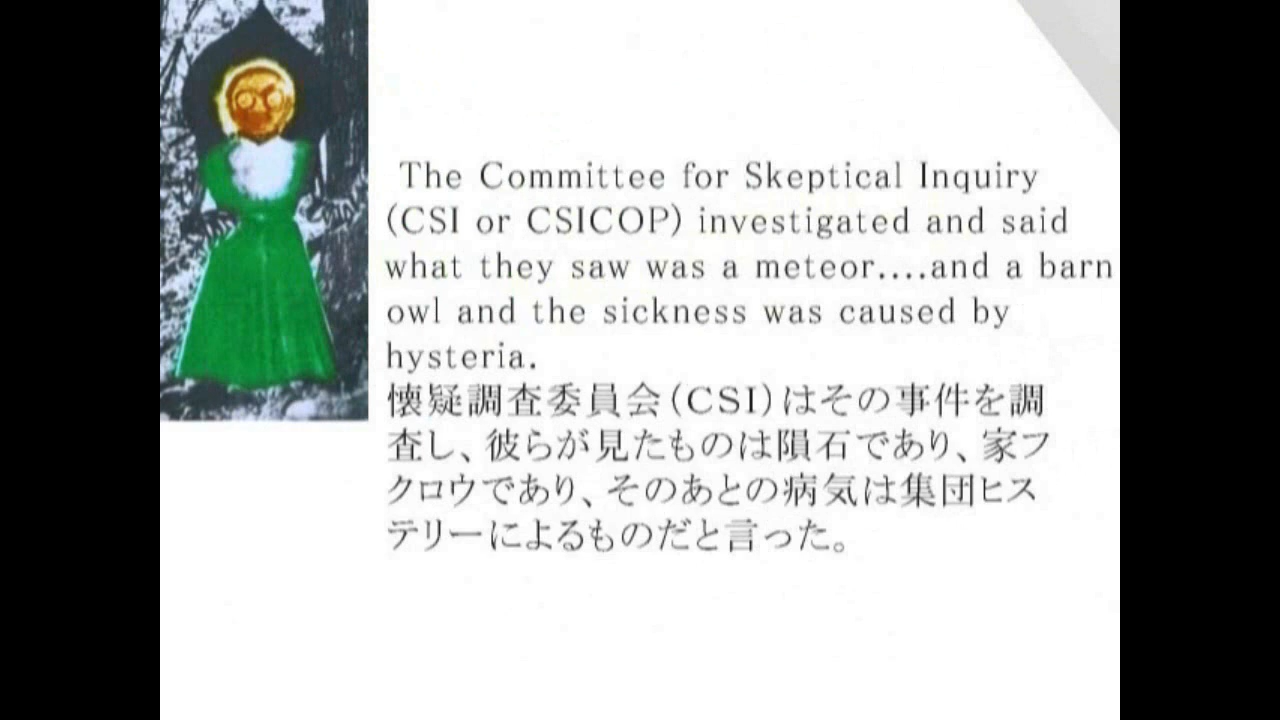 The Committee for Skeptical Inquiry
(CSI or CSICOP) investigated and said
what they saw was a meteor....and a barn
owl and the sickness was caused by
hysteria.
懐疑調査委員会(CSI)はその事件を調
査し、彼らが見たものは隕石であり、家フ
クロウであり、そのあとの病気は集団ヒス
テリーによるものだと言った。